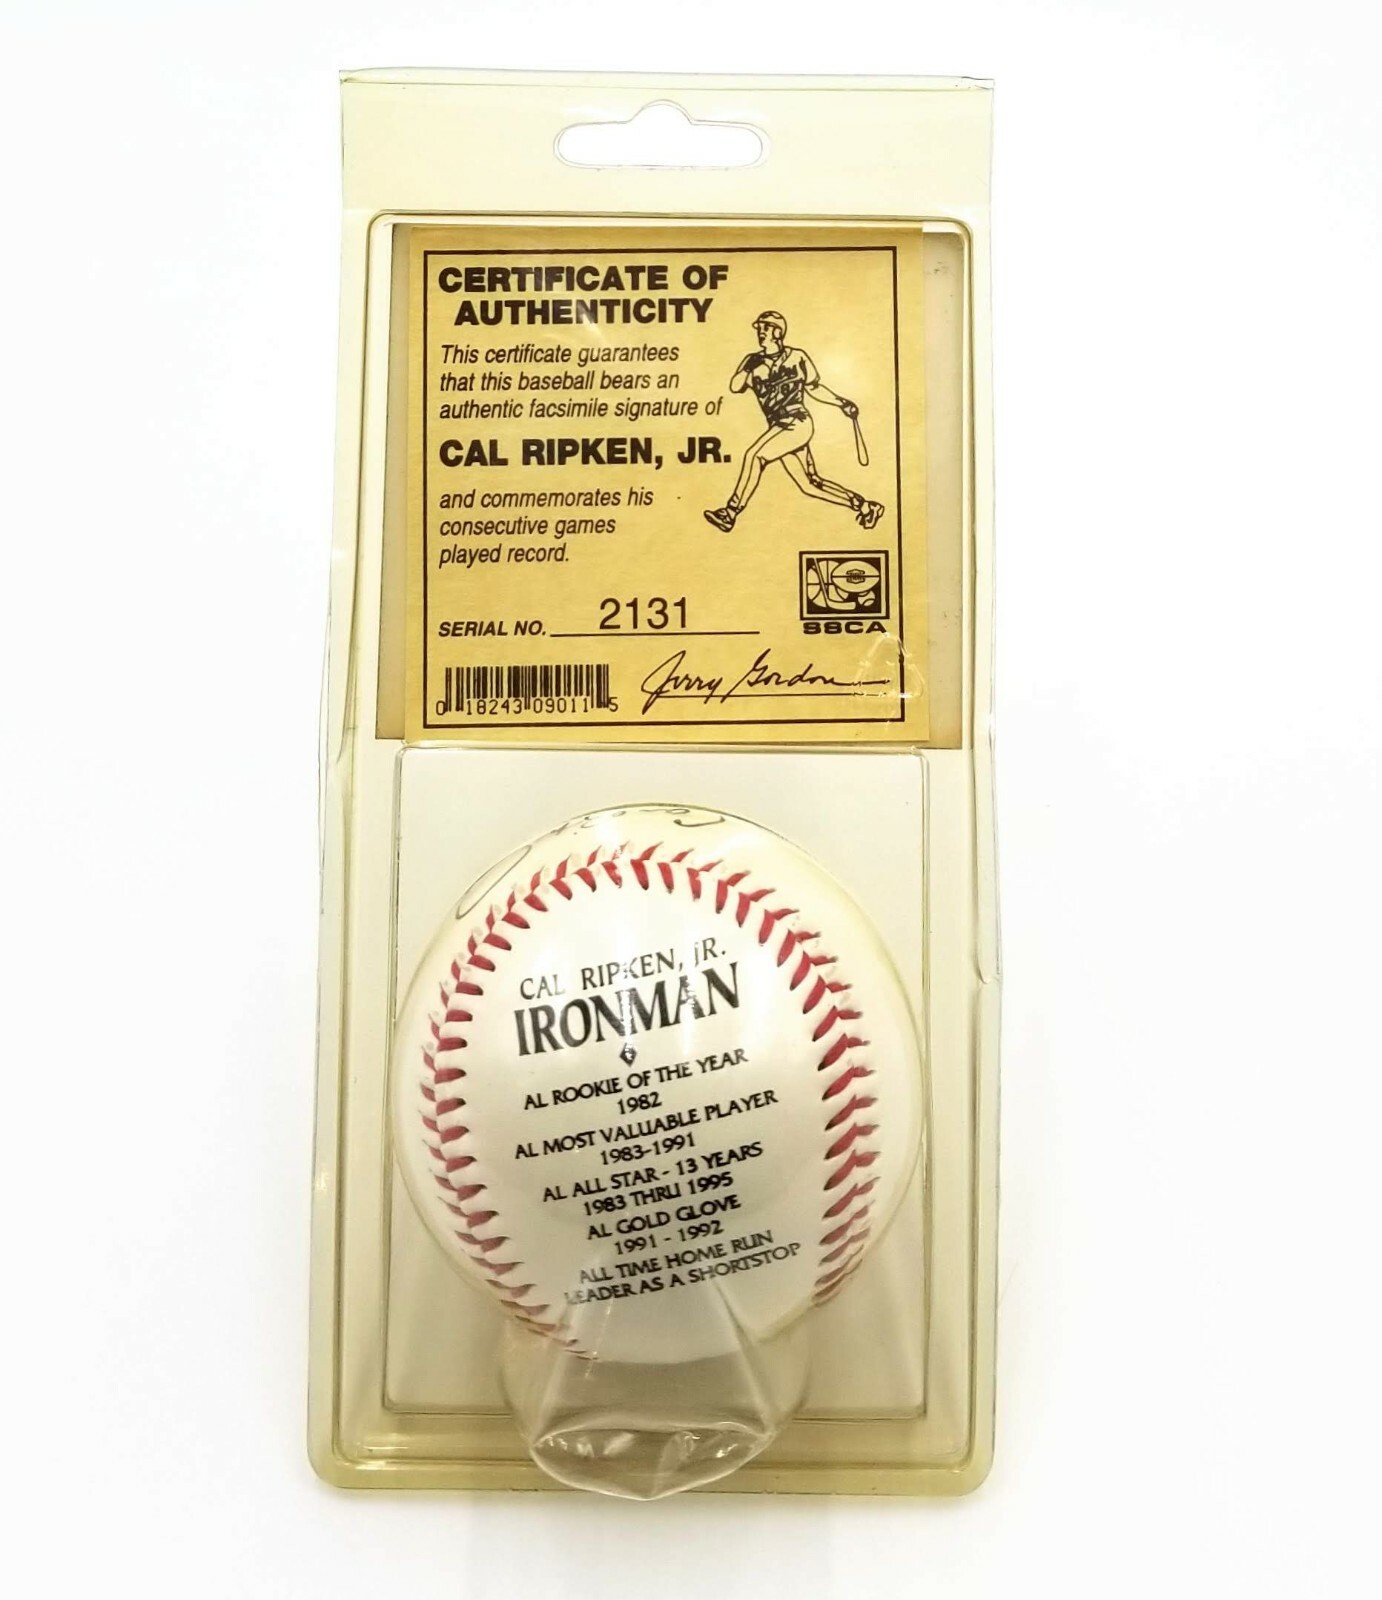 CERTIFICATE OF
AUTHENTICITY
This certificate guarantees
that this baseball bears an
authentic facsimile signature of
CAL RIPKEN, JR.
and commemorates his
consecutive games
played record.
SERIAL NO. 2131
SSCA
0 18243 09011 5
Jerry Gordon
CAL RIPKEN, JR.
IRONMAN
AL ROOKIE OF THE YEAR
1982
AL MOST VALUABLE PLAYER
1983-1991
AL ALL STAR - 13 YEARS
1983 THRU 1995
AL GOLD GLOVE
1991 - 1992
ALL TIME HOME RUN
LEADER AS A SHORTSTOP